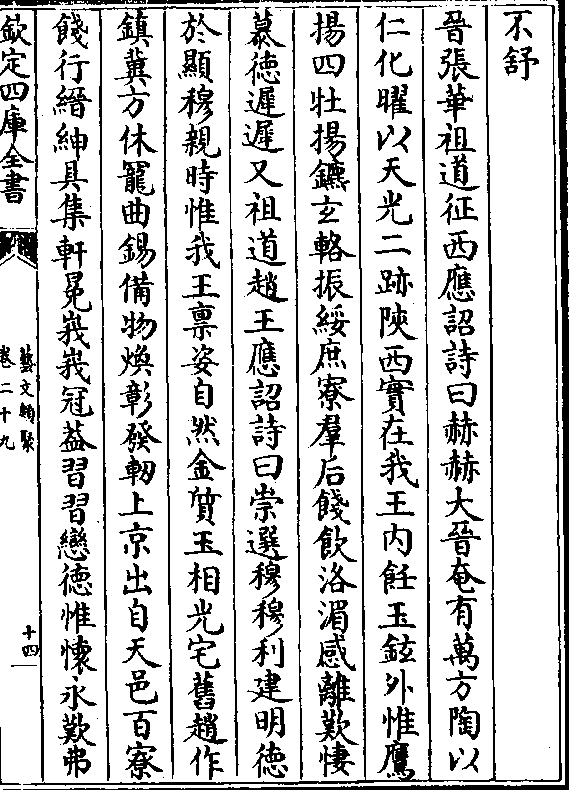 不舒
晉張華祖道征西應詔詩曰赫赫大晉奄有萬方陶以
仁化曜以天光二跡陝西實在我王內飪玉鉉外惟鷹
揚四牡揚鑣玄輅振綏庶寮羣后餞飲洛湄感離歎悽
慕德遲遲又祖道趙王應詔詩曰崇選穆穆利建明德
於顯穆親時惟我王禀姿自然金質玉相光宅舊趙作
鎮冀方休寵曲錫備物煥彰發軔上京出自天邑百寮
餞行縉紳具集軒冕峩峩冠葢習習戀德惟懷永歎弗
欽定四庫全書
藝文類聚
卷二十九
十四